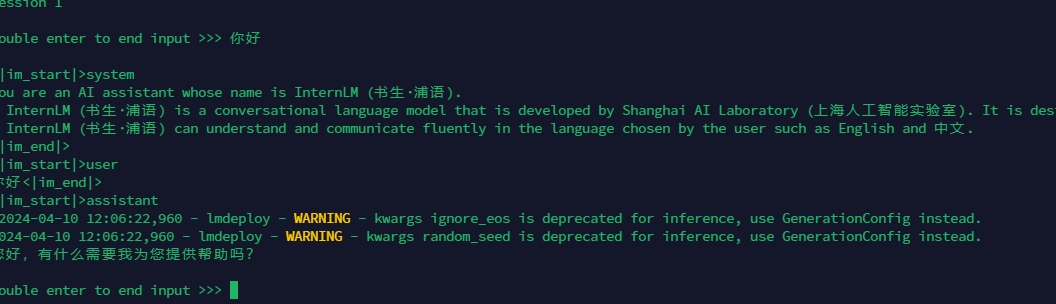 ession 1
ouble enter to end input >>> 你好
|im_start|>system
ou are an AI assistant whose name is InternLM (书生·浦语).
InternLM (书生·浦语) is a conversational language model that is developed by Shanghai AI Laboratory (上海人工智能实验室). It is des
InternLM (书生·浦语) can understand and communicate fluently in the language chosen by the user such as English and 中文.
|im_end|>
|im_start|>user
你好<|im_end|>
|im_start|>assistant
2024-04-10 12:06:22,960 - lmdeploy - WARNING - kwargs ignore_eos is deprecated for inference, use GenerationConfig instead.
2024-04-10 12:06:22,960 - lmdeploy - WARNING - kwargs random_seed is deprecated for inference, use GenerationConfig instead.
您好，有什么需要我为您提供帮助吗？
ouble enter to end input >>>